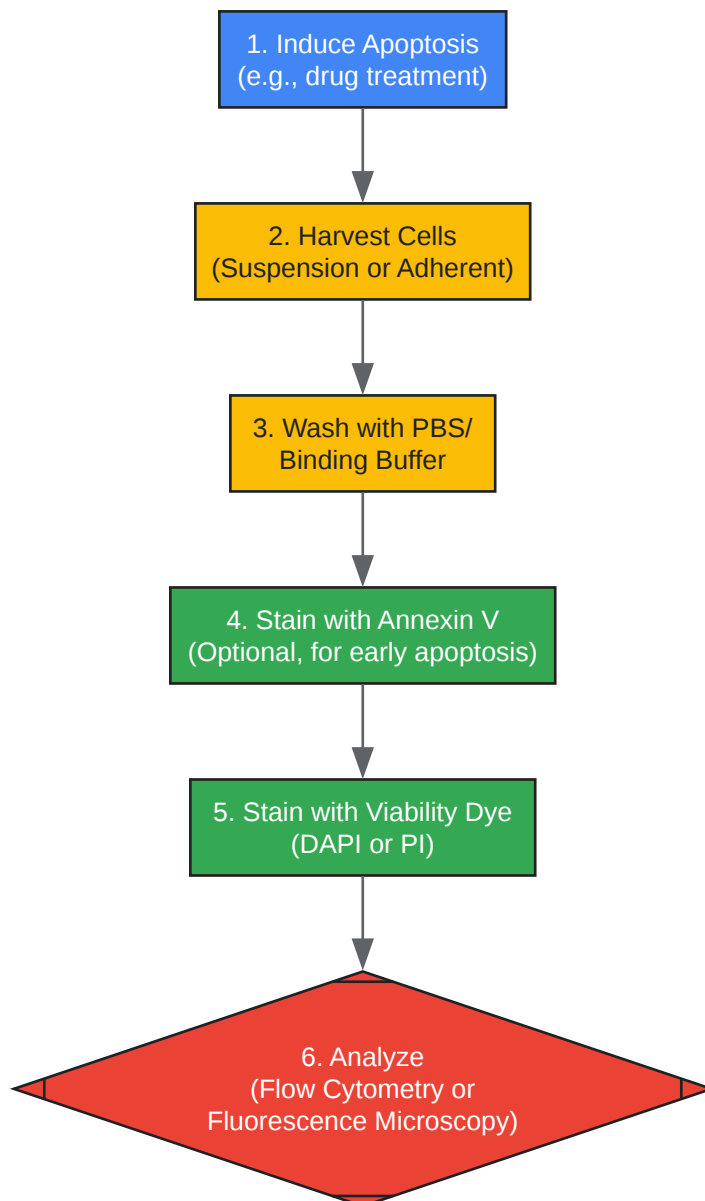 1. Induce Apoptosis
(e.g., drug treatment)
2. Harvest Cells
(Suspension or Adherent)
3. Wash with PBS/
Binding Buffer
4. Stain with Annexin V
(Optional, for early apoptosis)
5. Stain with Viability Dye
(DAPI or PI)
6. Analyze
(Flow Cytometry or
Fluorescence Microscopy)